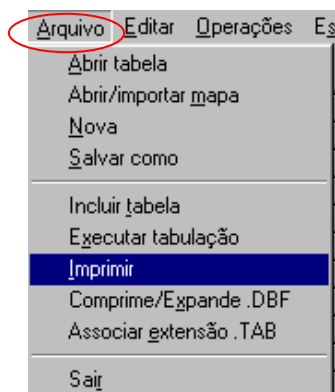 Arquivo Editar Operações Es
Abrir tabela
Abrir/importar mapa
Nova
Salvar como
Incluir tabela
Executar tabulação
Imprimir
Comprime/Expande .DBF
Associar extensão .TAB
Sair